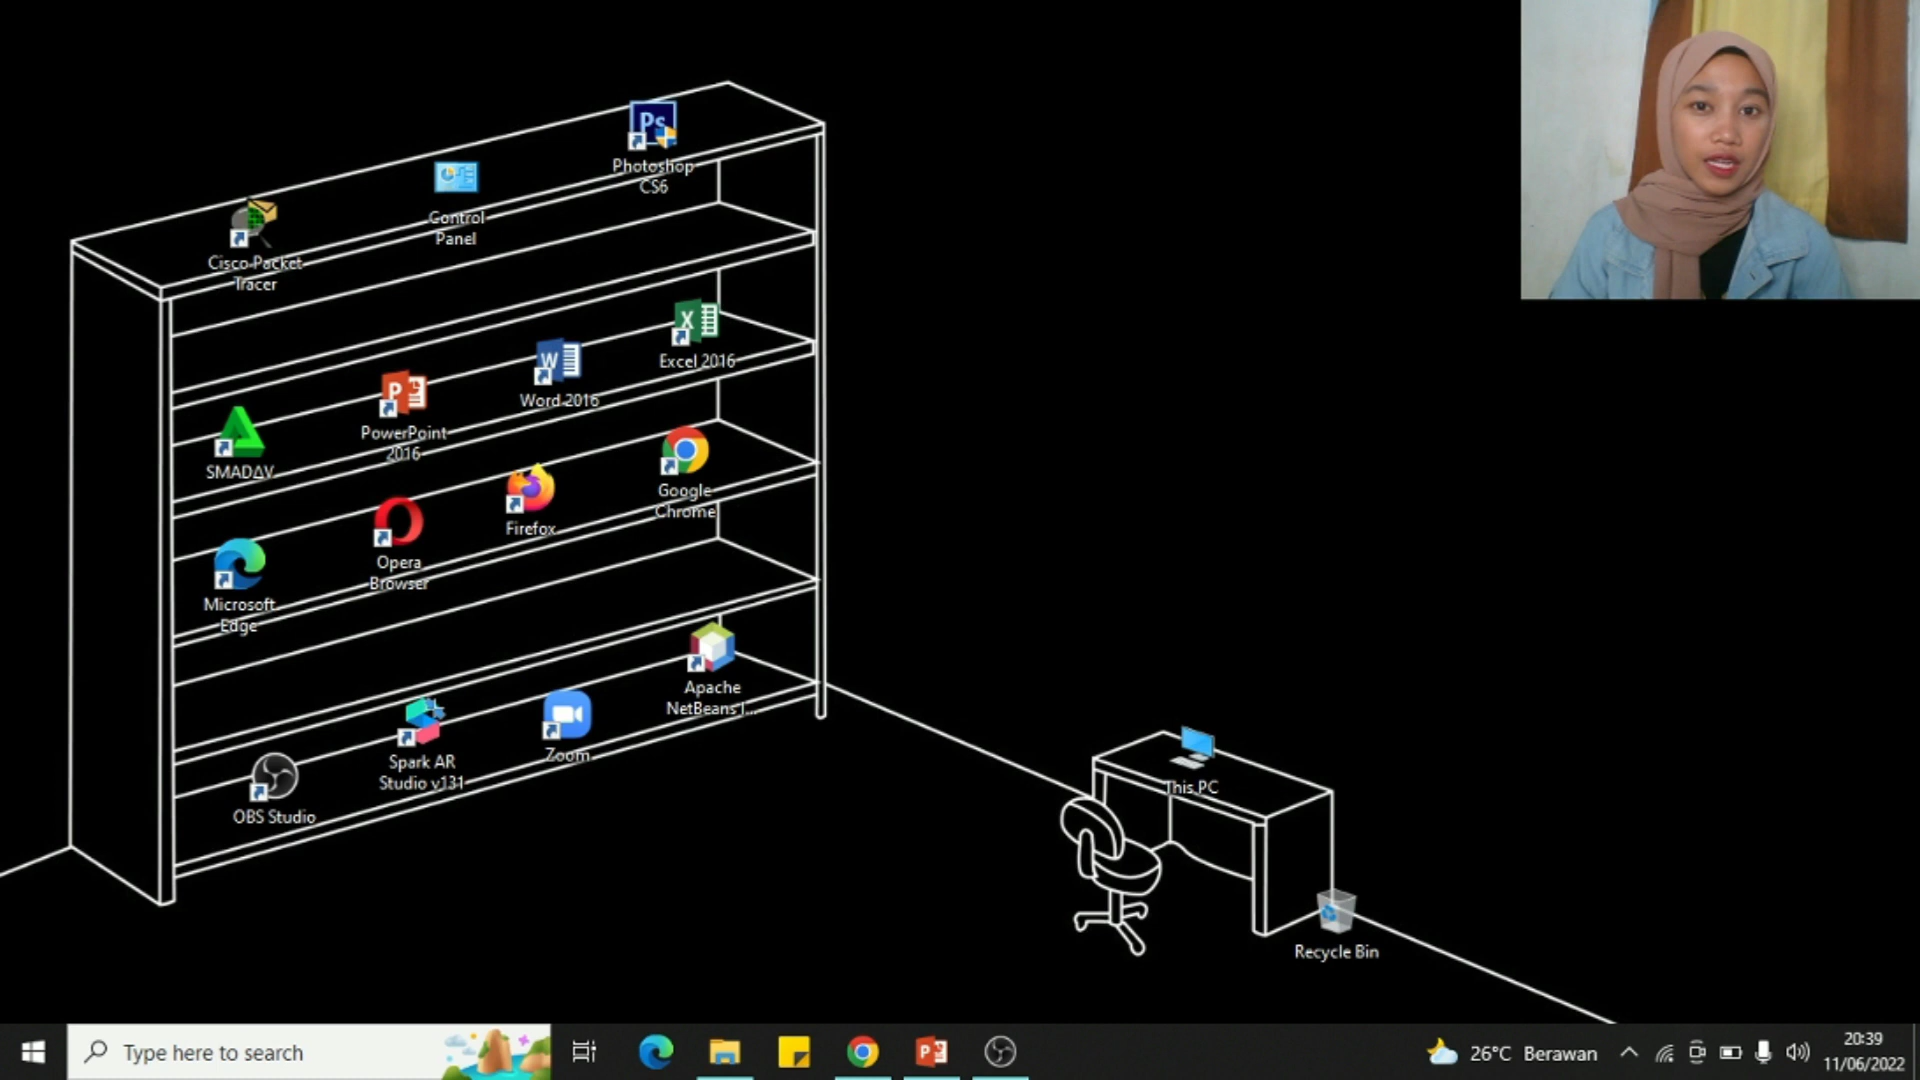 Ps
Photoshop
CS6
Control
Panel
Cisco Packet
Tracer
X
Excel 2016
W
Word 2016
P
PowerPoint
2016
SMADΔV
Google
Chrome
Firefox
Opera
Browser
Microsoft
Edge
Apache
NetBeans I...
Zoom
Spark AR
Studio v131
OBS Studio
This PC
Recycle Bin
Type here to search
P
26°C Berawan
20:39
11/06/2022